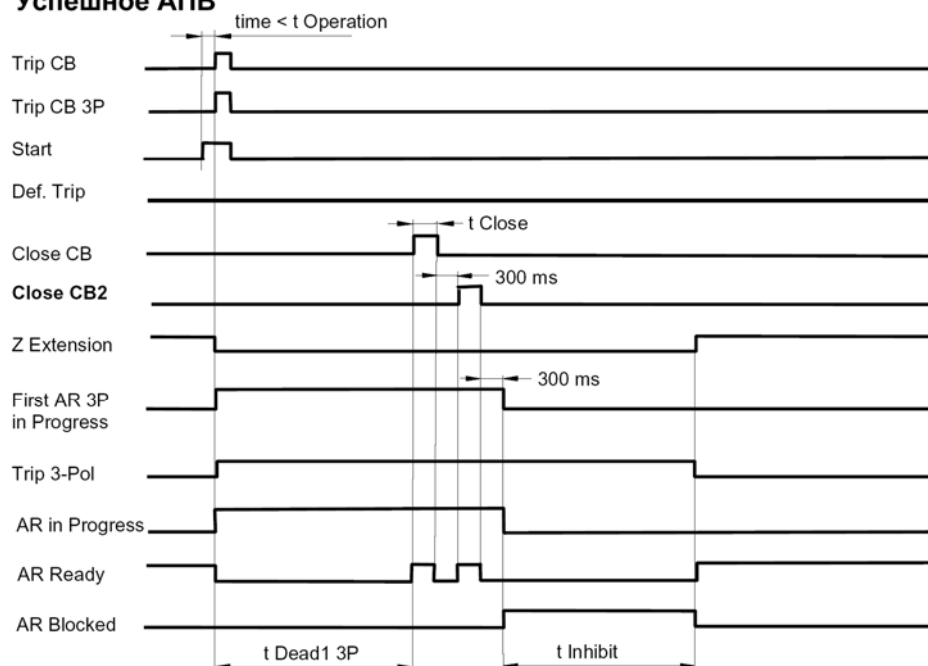 Успешное АПВ
time < t Operation
Trip CB
Trip CB 3P
Start
Def. Trip
t Close
Close CB
300 ms
Close CB2
Z Extension
300 ms
First AR 3P
in Progress
Trip 3-Pol
AR in Progress
AR Ready
AR Blocked
t Dead1 3P
t Inhibit